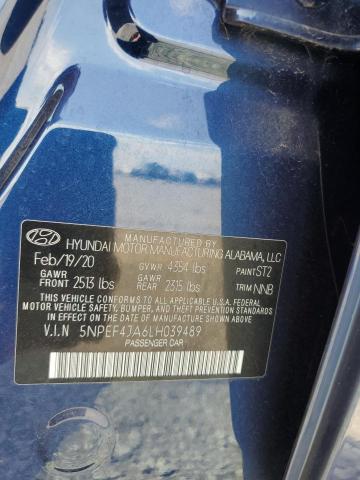 MANUFACTURED BY
HYUNDAI MOTOR MANUFACTURING ALABAMA, LLC
Feb/19/20 GVWR 4354 lbs PAINT ST2
GAWR FRONT 2513 lbs GAWR REAR 2315 lbs TRIM NNB
THIS VEHICLE CONFORMS TO ALL APPLICABLE U.S.A FEDERAL
MOTOR VEHICLE SAFETY, BUMPER, AND THEFT PREVENTION
STANDARDS IN EFFECT ON THE DATE OF MANUFACTURE SHOWN ABOVE.
V.I.N 5NPEF4JA6LH039489
PASSENGER CAR